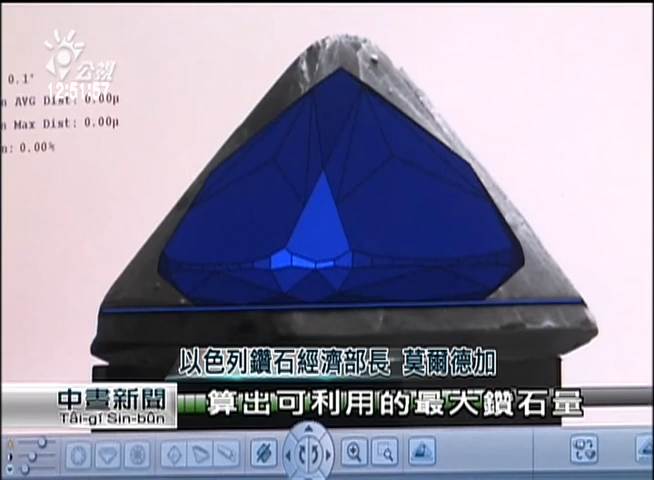 公視
12:51:57
0.1°
n AVG Dist: 0.00µ
n Max Dist: 0.00µ
n: 0.00%
以色列鑽石經濟部長 莫爾德加
中晝新聞
Tâi-gí Sin-bûn
算出可利用的最大鑽石量